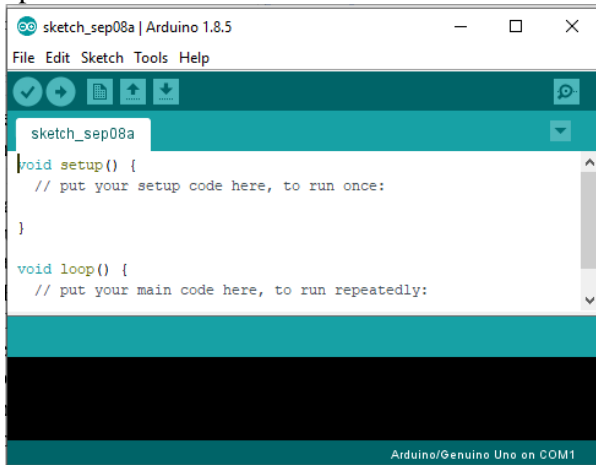 sketch_sep08a | Arduino 1.8.5
File Edit Sketch Tools Help
sketch_sep08a
void setup() {
// put your setup code here, to run once:
}
void loop() {
// put your main code here, to run repeatedly:
Arduino/Genuino Uno on COM1